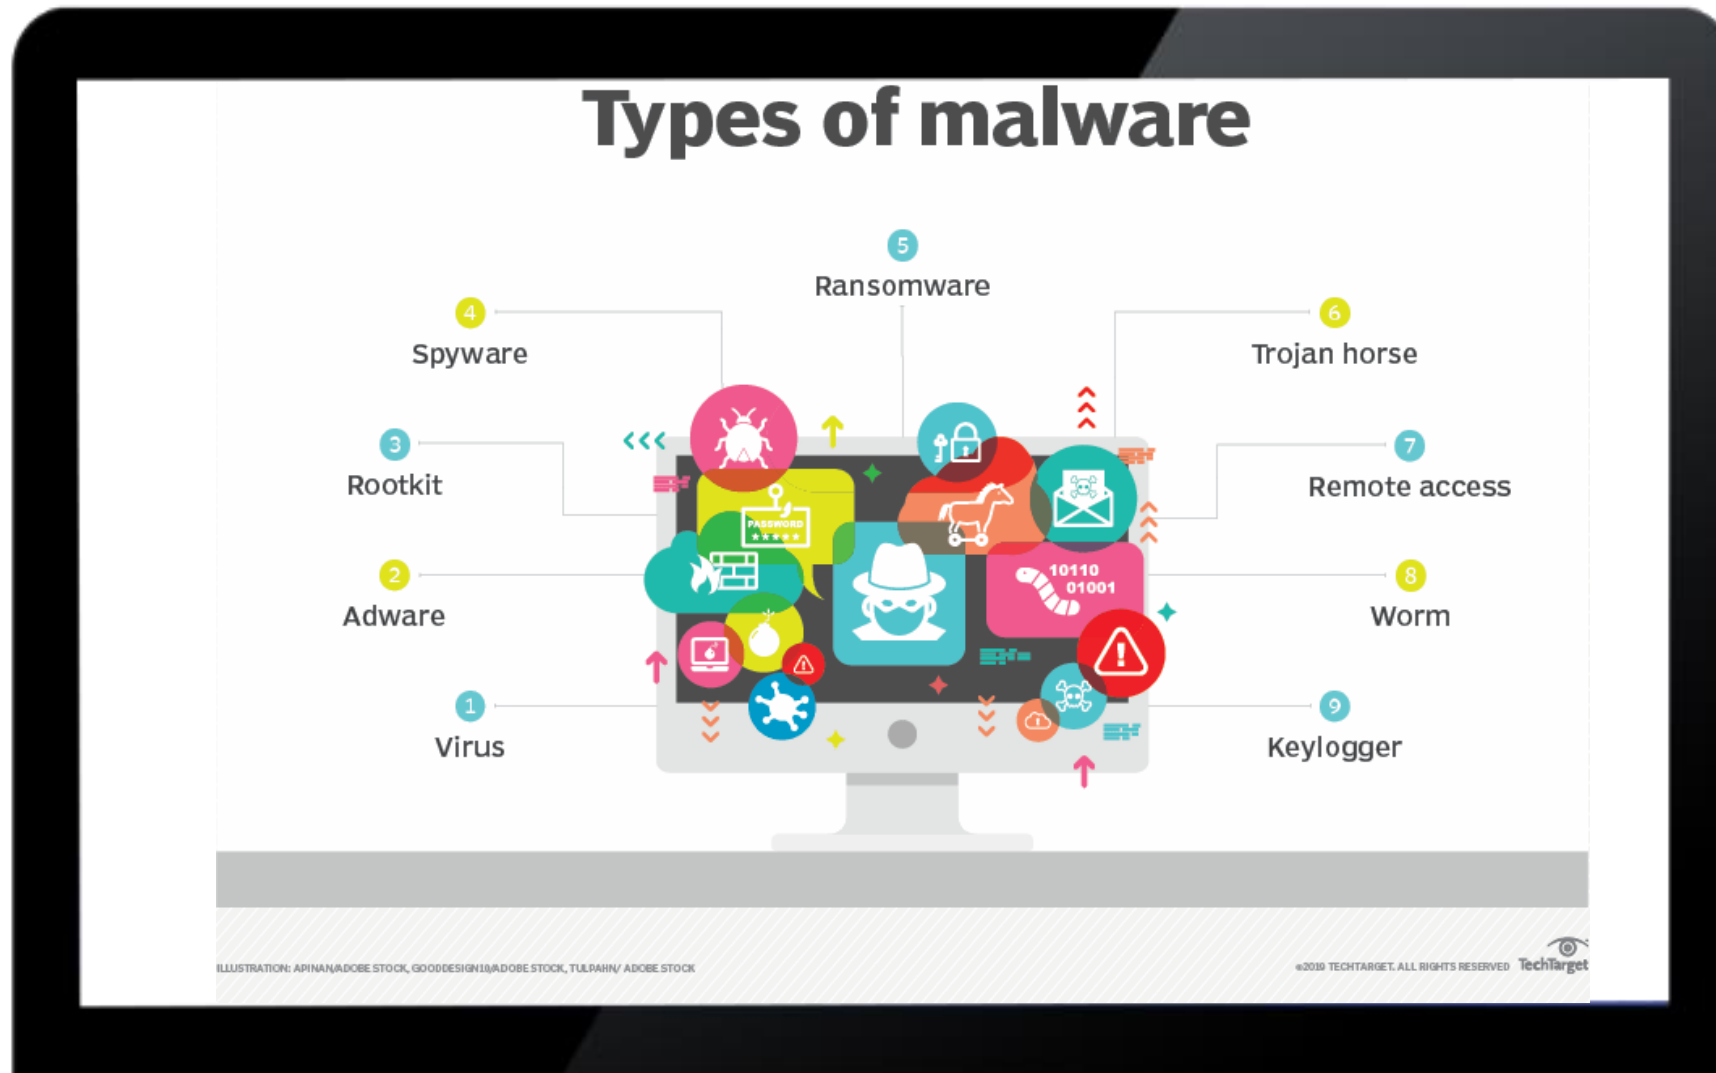 Types of malware
5
Ransomware
4
Spyware
6
Trojan horse
3
Rootkit
7
Remote access
PASSWORD
*****
10110
01001
2
Adware
8
Worm
1
Virus
9
Keylogger
ILLUSTRATION: APINAN/ADOBE STOCK, GOODDESIGN10/ADOBE STOCK, TULPAHN/ ADOBE STOCK
©2019 TECHTARGET. ALL RIGHTS RESERVED
TechTarget